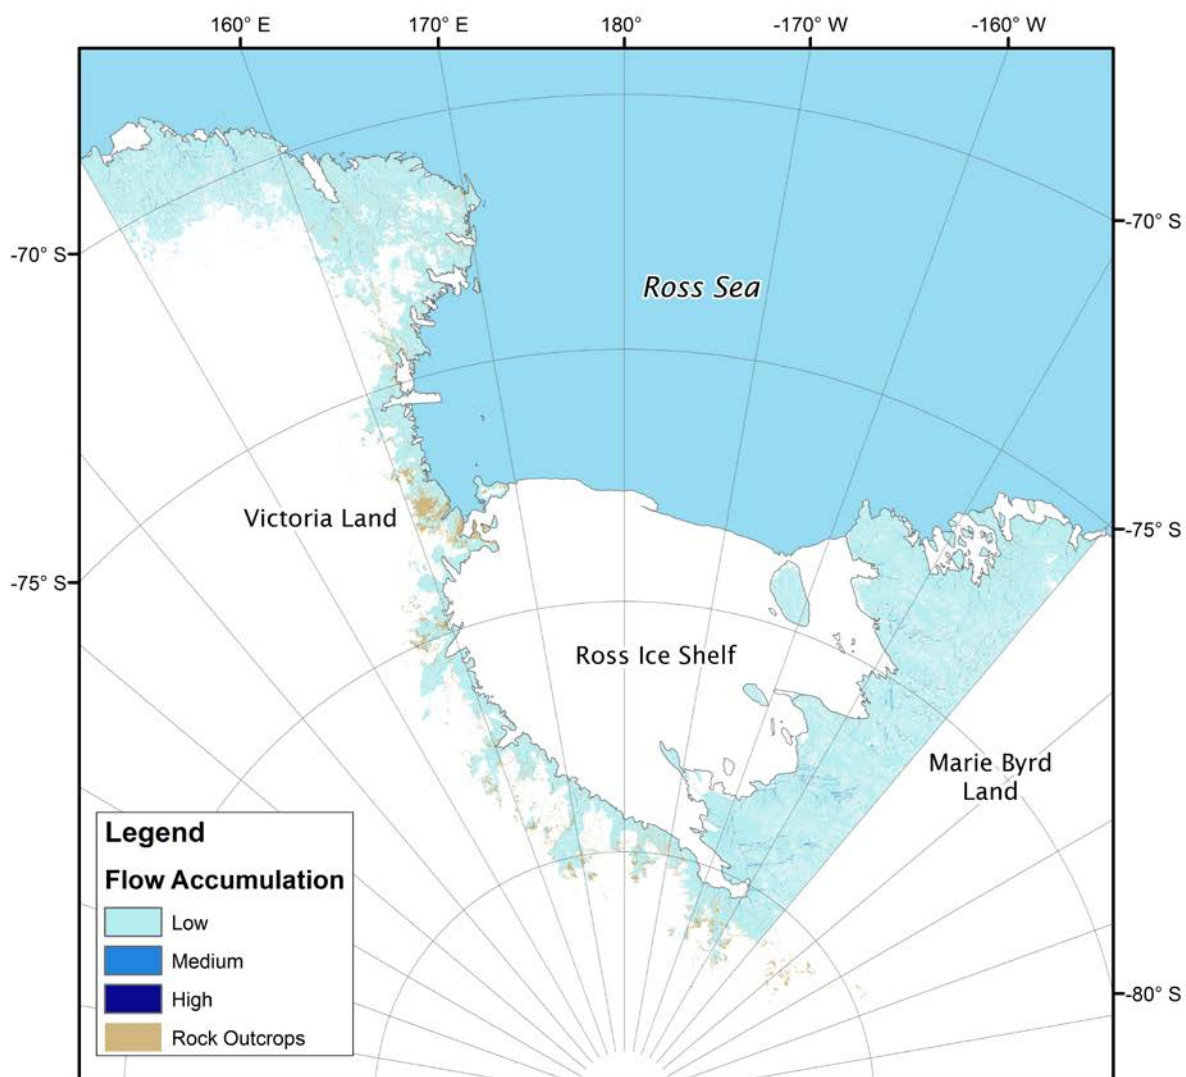 160° E
170° E
180°
-170° W
-160° W
-70° S
-70° S
Ross Sea
Victoria Land
-75° S
-75° S
Ross Ice Shelf
Marie Byrd
Land
Legend
Flow Accumulation
Low
Medium
High
Rock Outcrops
-80° S